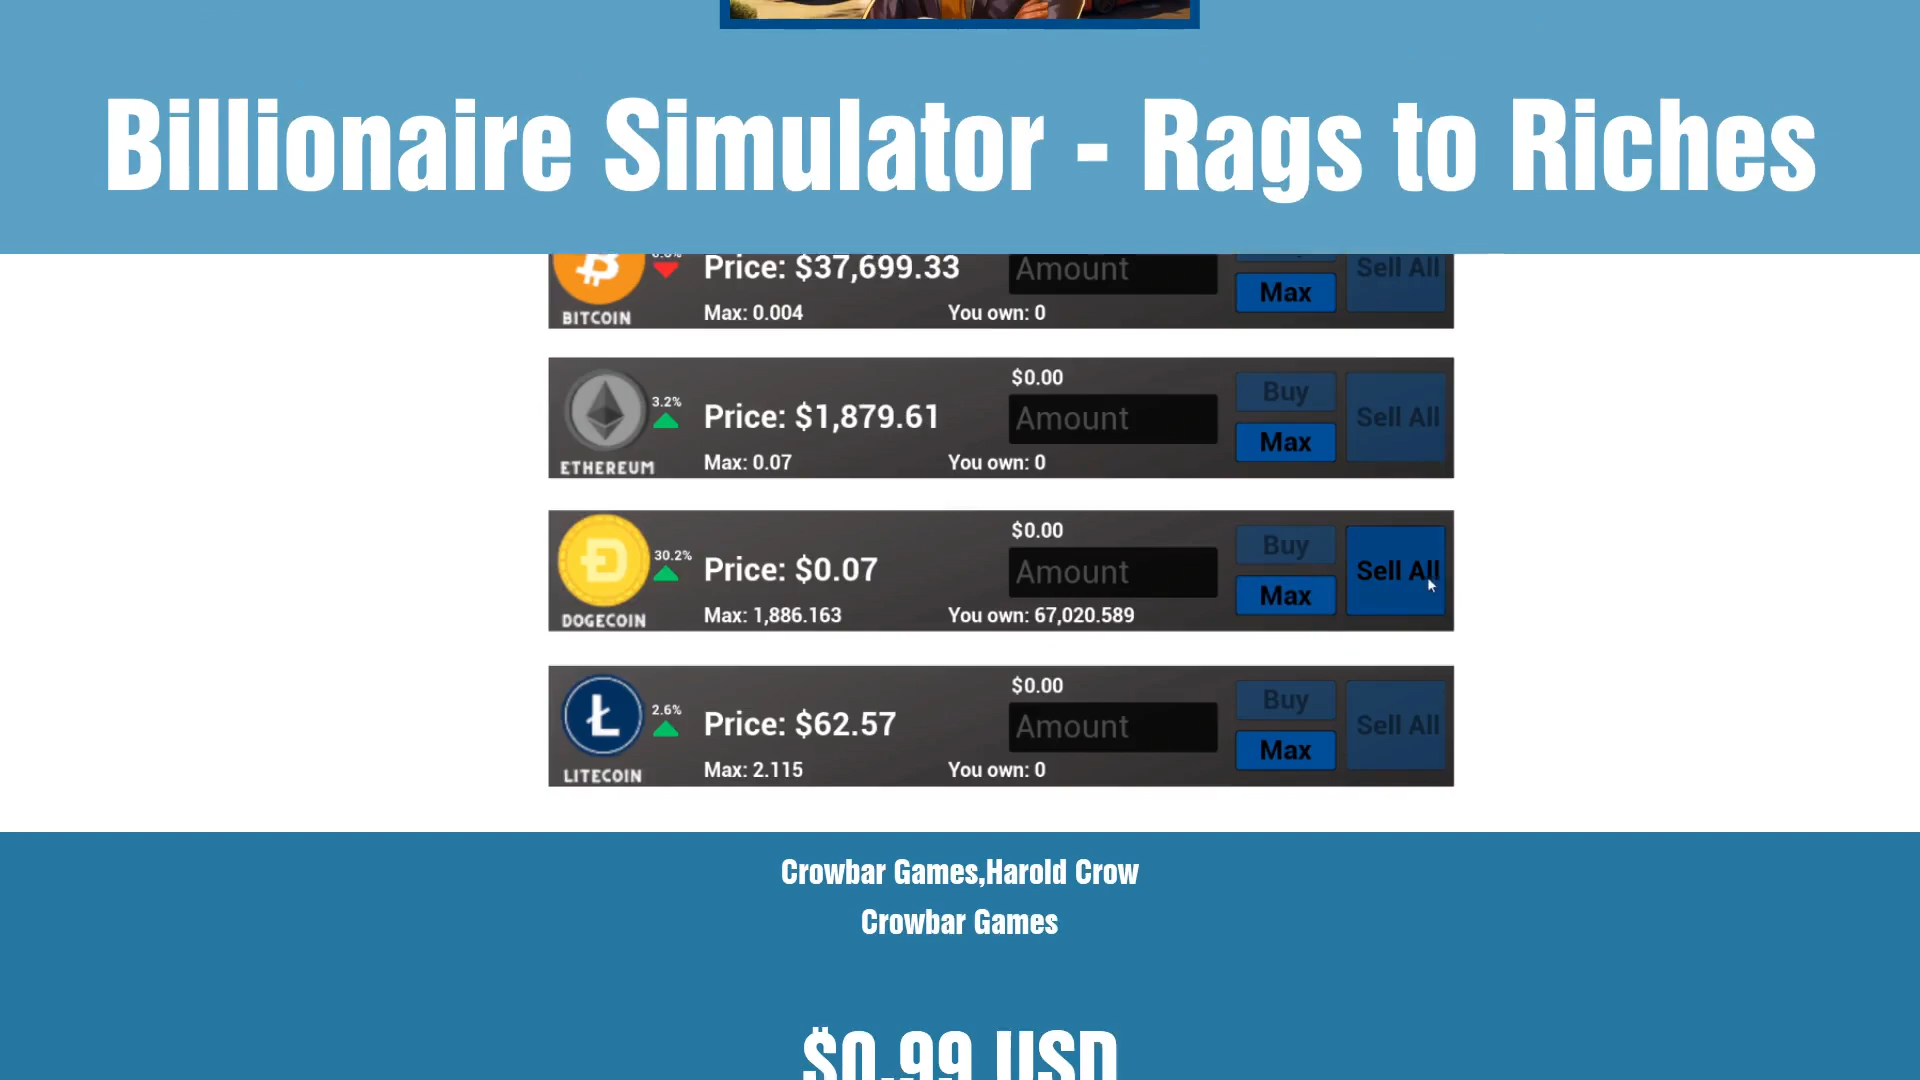 Billionaire Simulator - Rags to Riches
Price: $37,699.33
Amount
Sell All
Max
BITCOIN
Max: 0.004
You own: 0
$0.00
3.2%
Price: $1,879.61
Amount
Buy
Sell All
Max
ETHEREUM
Max: 0.07
You own: 0
$0.00
30.2%
Price: $0.07
Amount
Buy
Sell All
Max
DOGECOIN
Max: 1,886.163
You own: 67,020.589
$0.00
2.6%
Price: $62.57
Amount
Buy
Sell All
Max
LITECOIN
Max: 2.115
You own: 0
Crowbar Games,Harold Crow
Crowbar Games
$0.99 USD